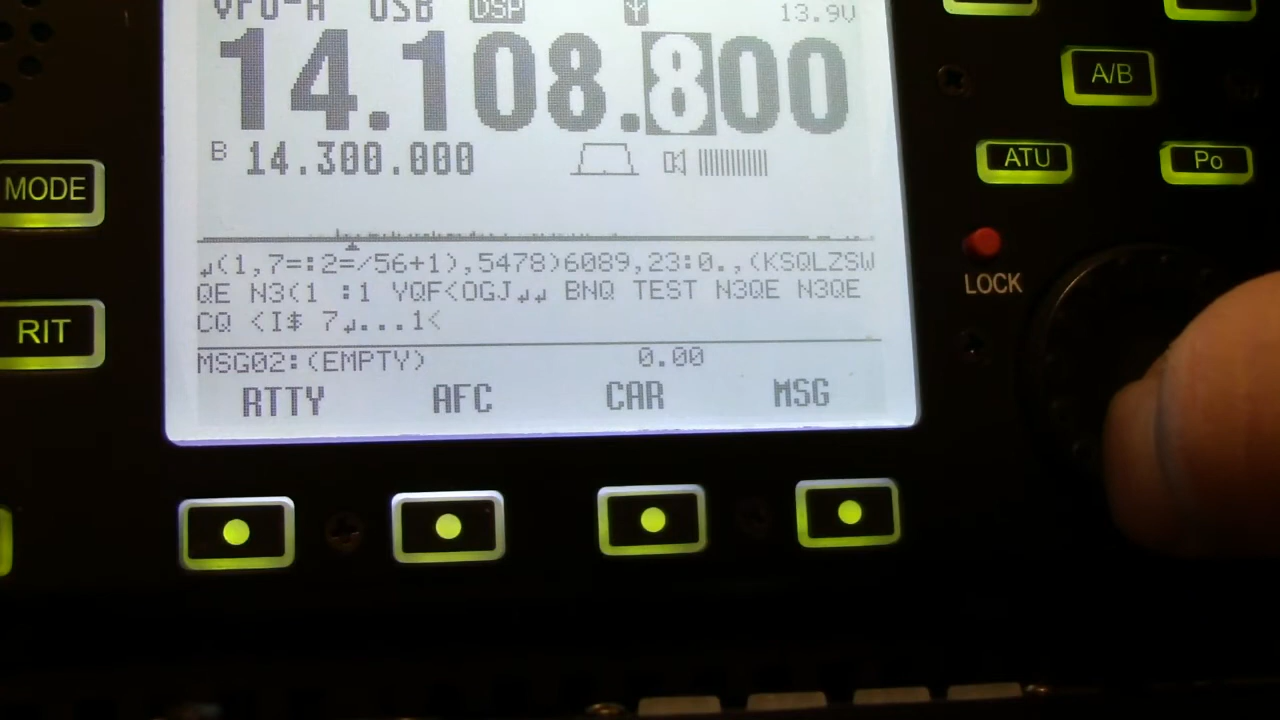 VFO-A USB DSP 13.9V
14.108.800
B 14.300.000
A/B
ATU
Po
MODE
LOCK
RIT
↲(1,7=:2=/56+1),5478)6089,23:0.,(KSQLZSW
QE N3(1 :1 YQF<OGJ↲↲ BNQ TEST N3QE N3QE
CQ <I$ 7↲...1<
MSG02:(EMPTY) 0.00
RTTY AFC CAR MSG